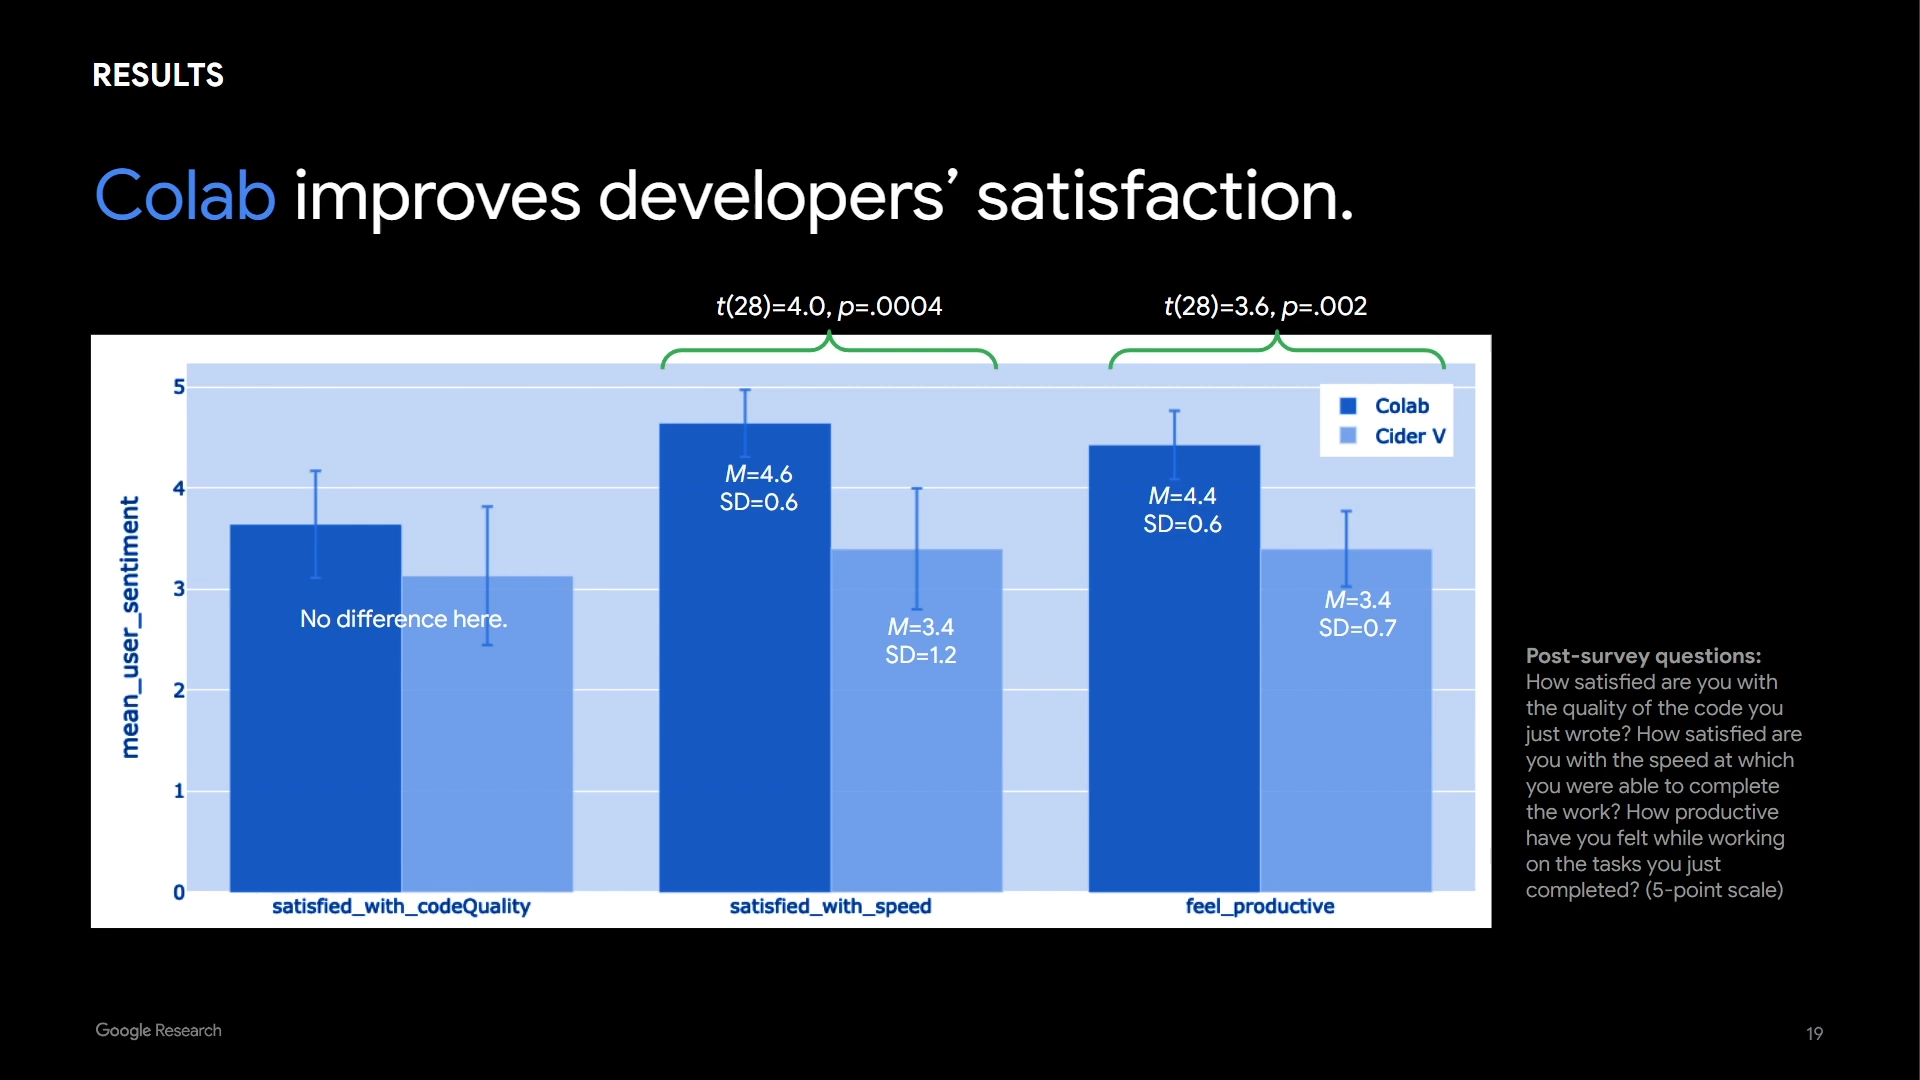 RESULTS
Colab improves developers’ satisfaction.
t(28)=4.0, p=.0004
t(28)=3.6, p=.002
5
4
3
2
1
0
mean_user_sentiment
Colab
Cider V
No difference here.
M=4.6
SD=0.6
M=3.4
SD=1.2
M=4.4
SD=0.6
M=3.4
SD=0.7
satisfied_with_codeQuality
satisfied_with_speed
feel_productive
Post-survey questions:
How satisfied are you with
the quality of the code you
just wrote? How satisfied are
you with the speed at which
you were able to complete
the work? How productive
have you felt while working
on the tasks you just
completed? (5-point scale)
Google Research
19